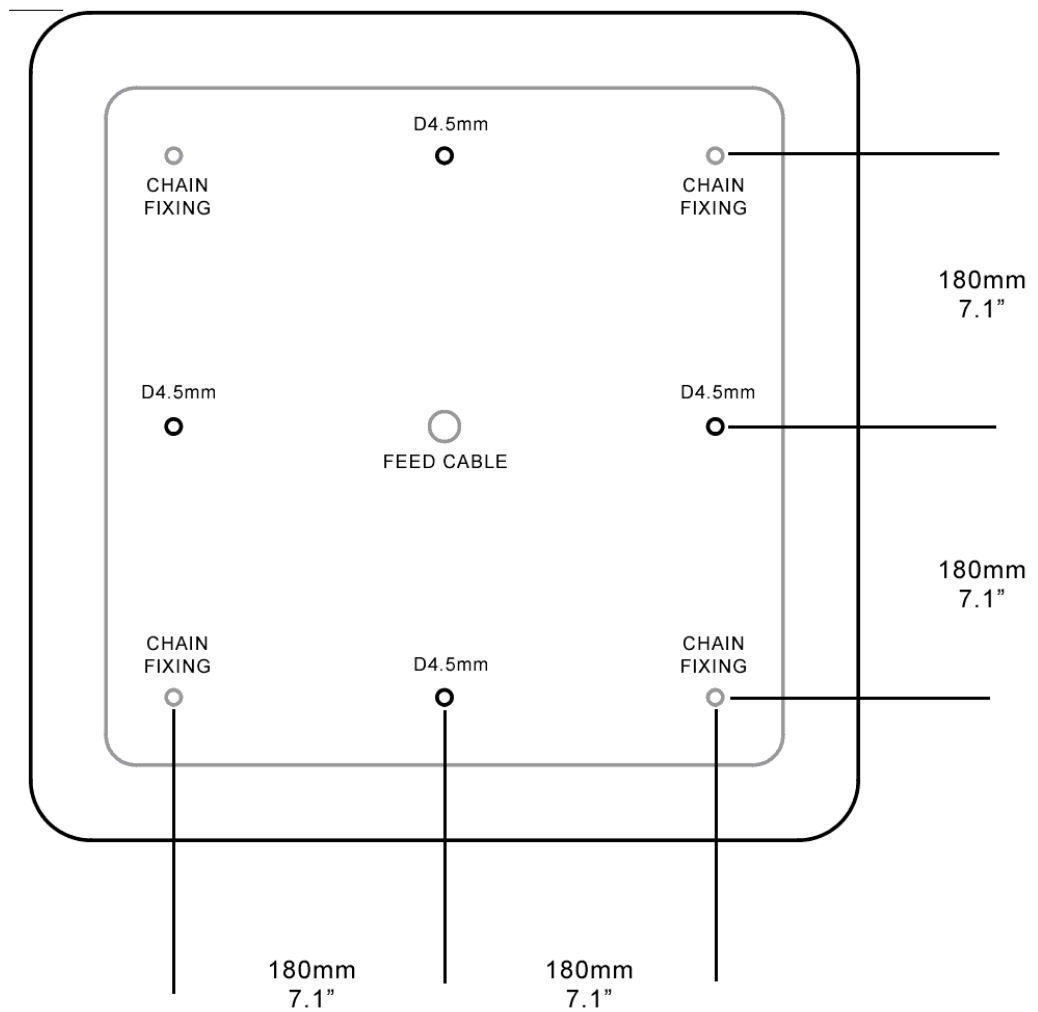 D4.5mm
CHAIN
FIXING
CHAIN
FIXING
180mm
7.1”
D4.5mm
D4.5mm
FEED CABLE
180mm
7.1”
CHAIN
FIXING
D4.5mm
CHAIN
FIXING
180mm
7.1”
180mm
7.1”